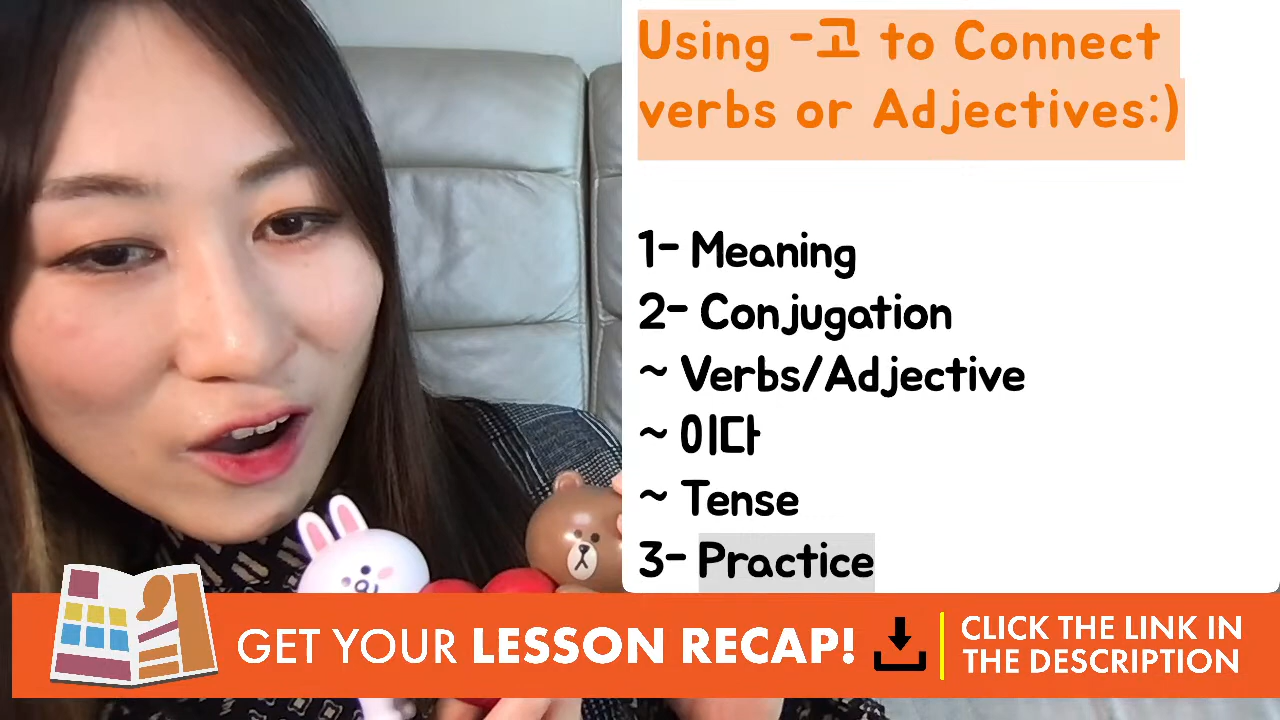 Using -고 to Connect
verbs or Adjectives:)
1- Meaning
2- Conjugation
~ Verbs/Adjective
~ 이다
~ Tense
3- Practice
GET YOUR LESSON RECAP!
CLICK THE LINK IN
THE DESCRIPTION